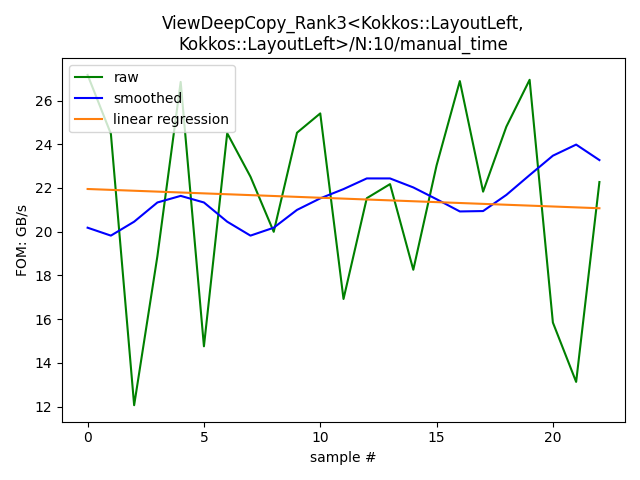 ViewDeepCopy_Rank3<Kokkos::LayoutLeft,
Kokkos::LayoutLeft>/N:10/manual_time
raw
smoothed
linear regression
FOM: GB/s
26
24
22
20
18
16
14
12
0
5
10
15
20
sample #